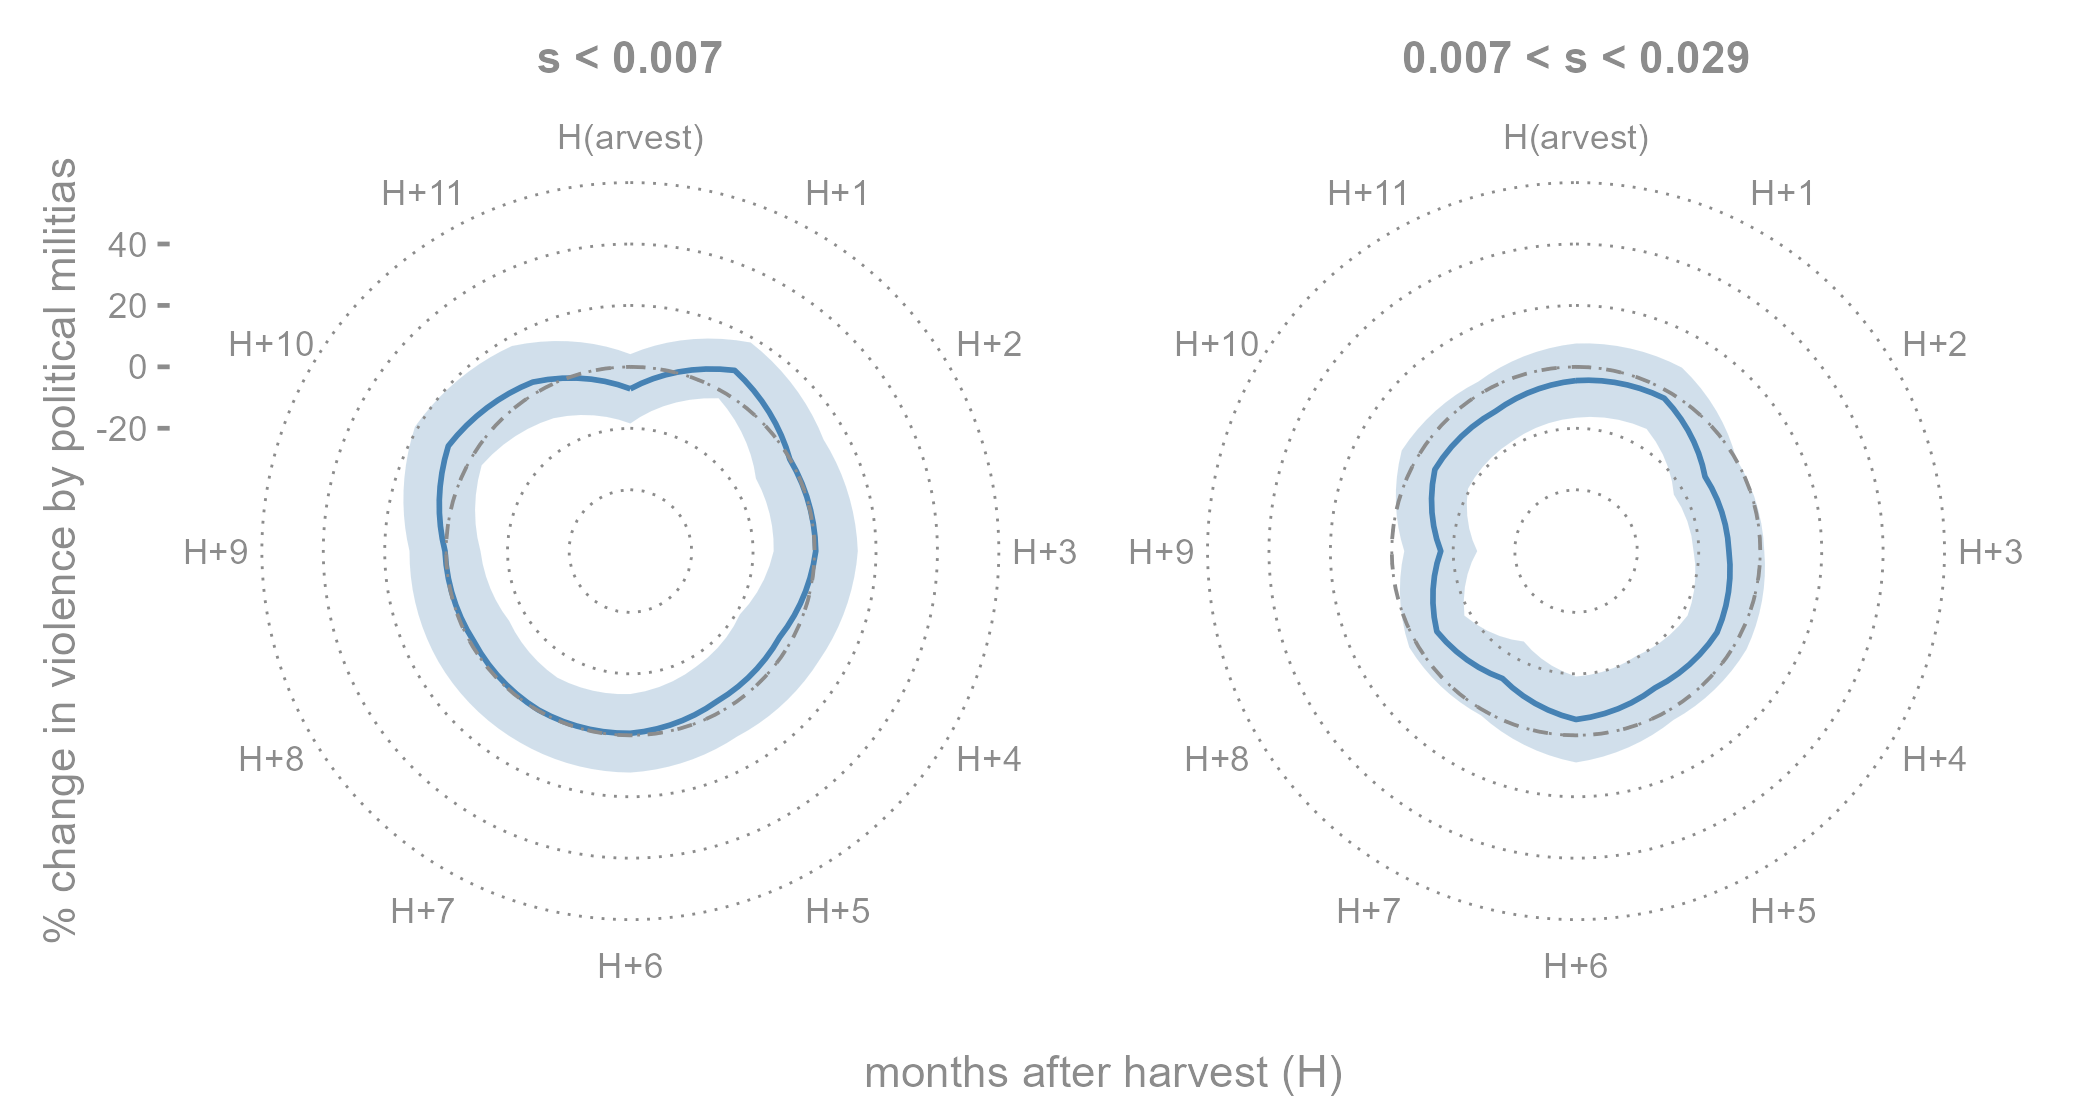 s < 0.007
0.007 < s < 0.029
% change in violence by political militias
40
20
0
-20
H(arvest)
H+1
H+2
H+3
H+4
H+5
H+6
H+7
H+8
H+9
H+10
H+11
H(arvest)
H+1
H+2
H+3
H+4
H+5
H+6
H+7
H+8
H+9
H+10
H+11
months after harvest (H)